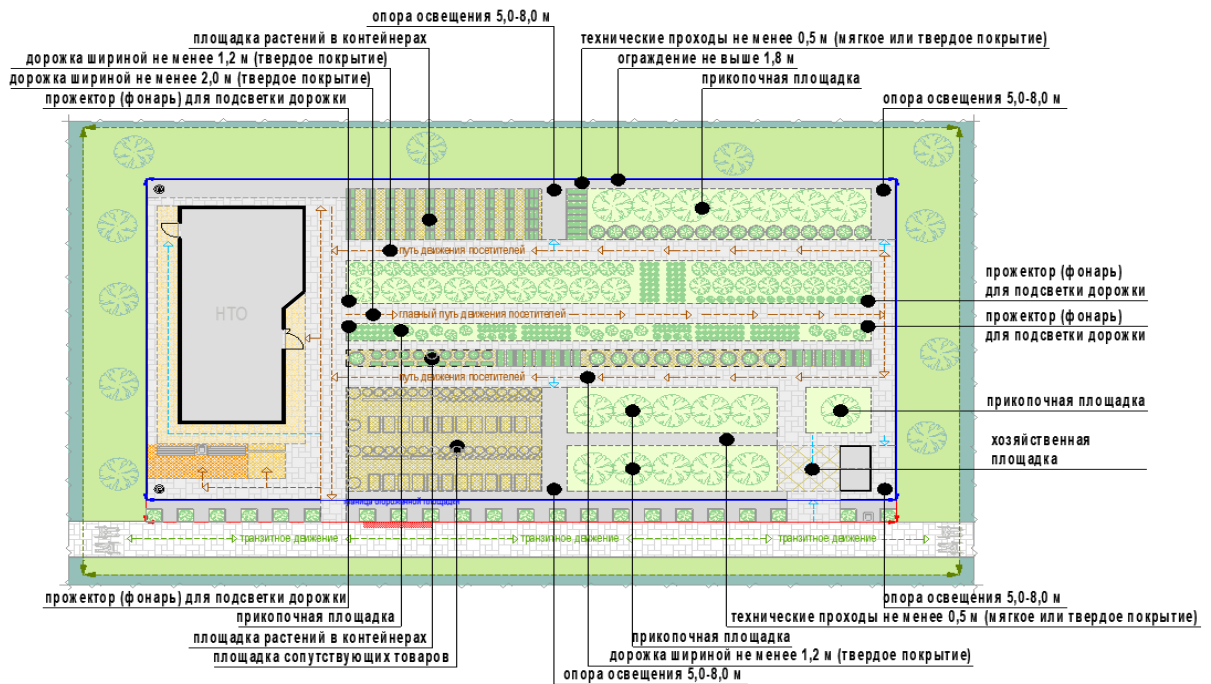 опора освещения 5,0-8,0 м
площадка растений в контейнерах
технические проходы не менее 0,5 м (мягкое или твердое покрытие)
дорожка шириной не менее 1,2 м (твердое покрытие)
ограждение не выше 1,8 м
дорожка шириной не менее 2,0 м (твердое покрытие)
прикопочная площадка
прожектор (фонарь) для подсветки дорожки
опора освещения 5,0-8,0 м
путь движения посетителей
прожектор (фонарь)
для подсветки дорожки
НТО
главный путь движения посетителей
прожектор (фонарь)
для подсветки дорожки
путь движения посетителей
прикопочная площадка
хозяйственная
площадка
граница огороженной площадки
транзитное движение
транзитное движение
транзитное движение
прожектор (фонарь) для подсветки дорожки
опора освещения 5,0-8,0 м
прикопочная площадка
технические проходы не менее 0,5 м (мягкое или твердое покрытие)
площадка растений в контейнерах
прикопочная площадка
площадка сопутствующих товаров
дорожка шириной не менее 1,2 м (твердое покрытие)
опора освещения 5,0-8,0 м